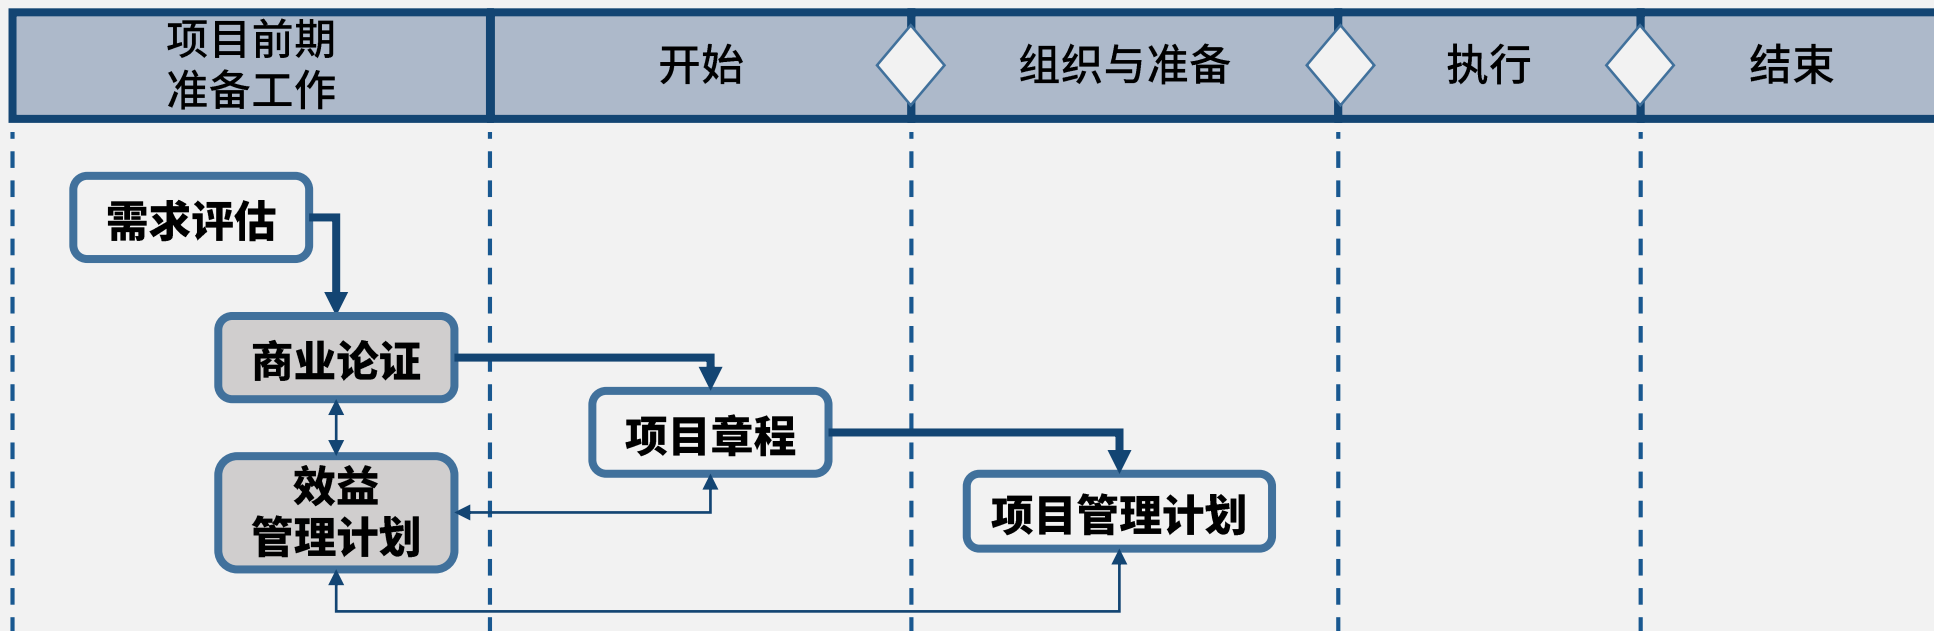 项目前期
准备工作
开始
组织与准备
执行
结束
需求评估
商业论证
项目章程
效益
管理计划
项目管理计划